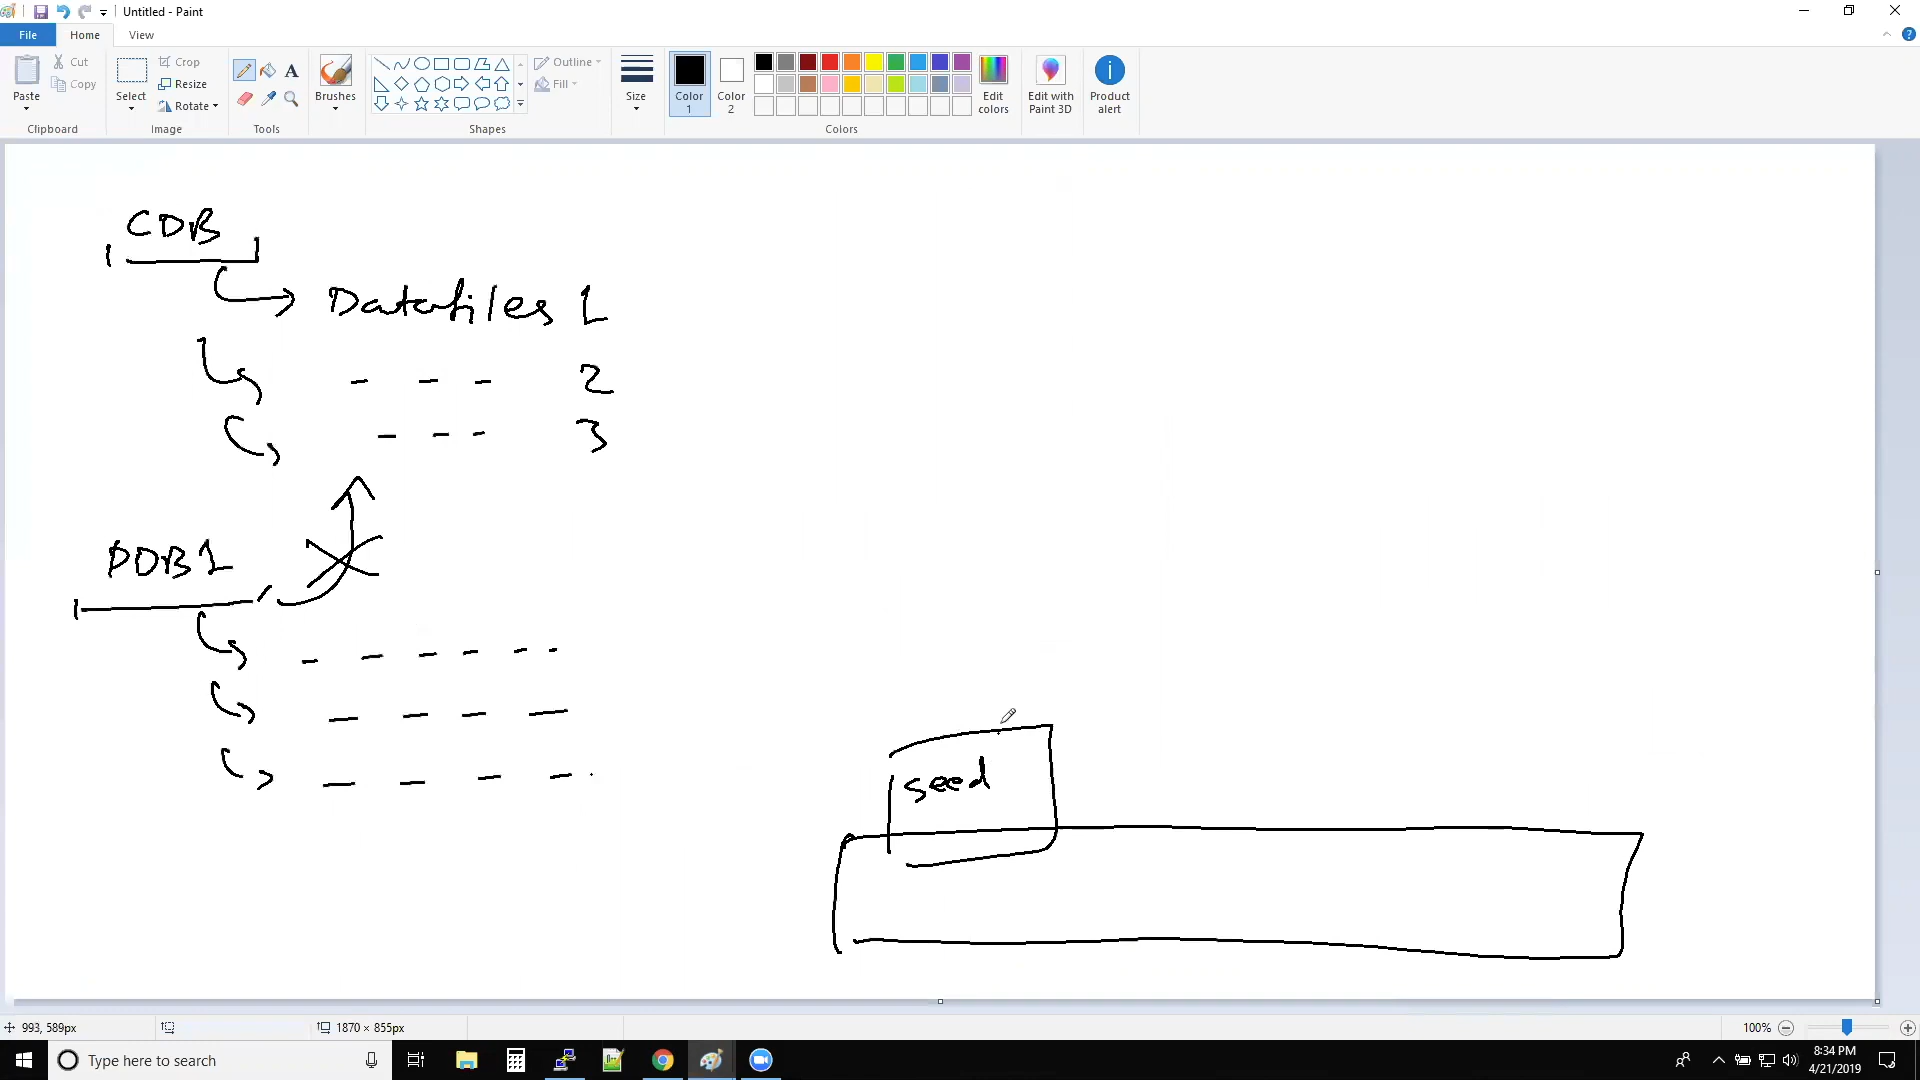 Untitled - Paint
File Home View
Paste Cut Copy Clipboard
Select Crop Resize Rotate Image
Tools
Brushes
Outline Fill Shapes
Size
Color 1 Color 2 Edit colors Colors
Edit with Paint 3D
Product alert
CDB
Datafiles 1
- - - 2
- - - 3
PDB1
seed
993, 589px
1870 × 855px
100%
Type here to search
8:34 PM
4/21/2019